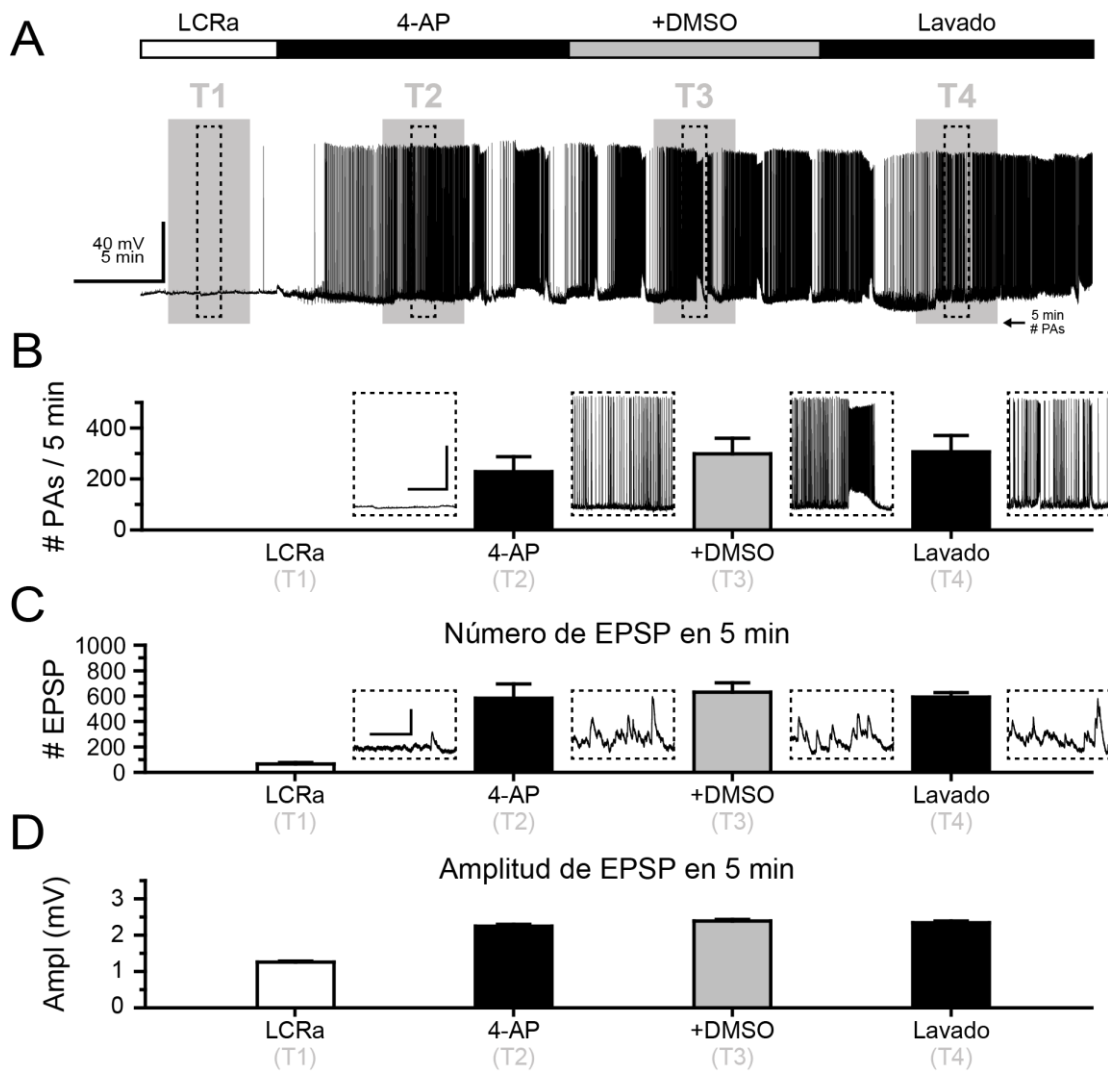 A
LCRa 4-AP +DMSO Lavado
T1 T2 T3 T4
40 mV
5 min
5 min
# PAs
B
# PAs / 5 min
400
200
0
LCRa 4-AP +DMSO Lavado
(T1) (T2) (T3) (T4)
C
Número de EPSP en 5 min
# EPSP
1000
800
600
400
200
0
LCRa 4-AP +DMSO Lavado
(T1) (T2) (T3) (T4)
D
Amplitud de EPSP en 5 min
Ampl (mV)
3
2
1
0
LCRa 4-AP +DMSO Lavado
(T1) (T2) (T3) (T4)